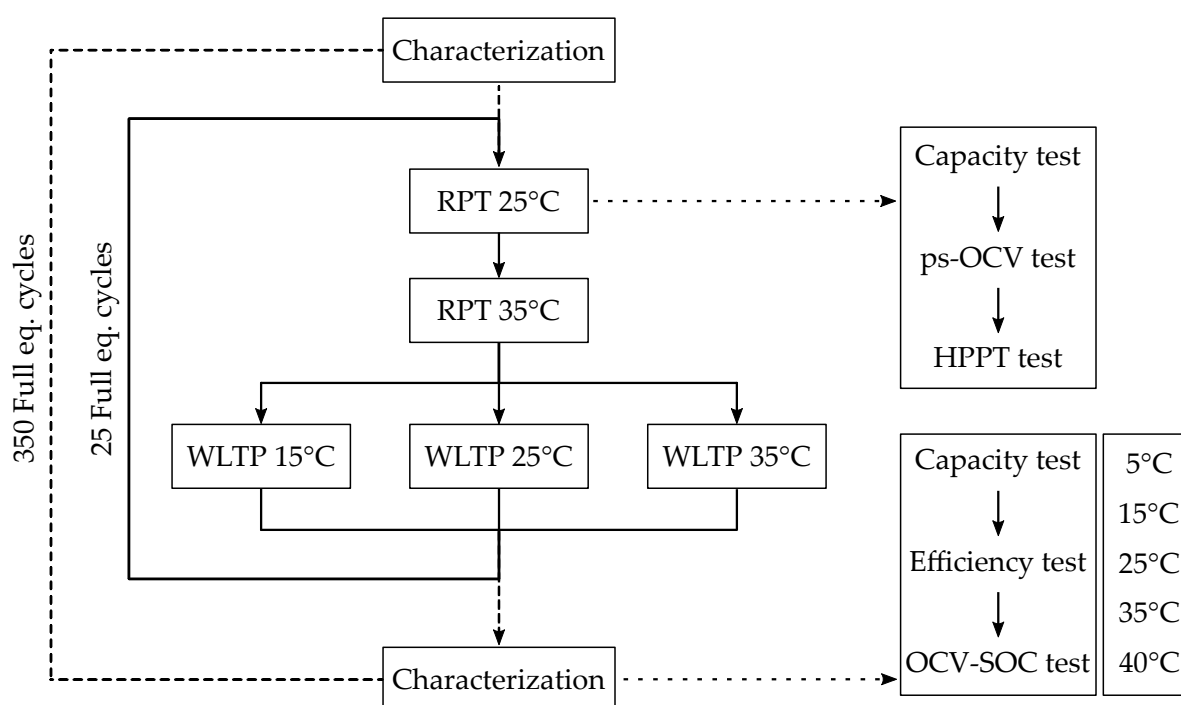 Characterization
350 Full eq. cycles
25 Full eq. cycles
RPT 25°C
RPT 35°C
WLTP 15°C
WLTP 25°C
WLTP 35°C
Characterization
Capacity test
ps-OCV test
HPPT test
Capacity test
Efficiency test
OCV-SOC test
5°C
15°C
25°C
35°C
40°C